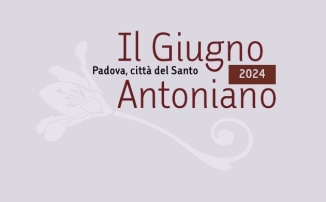 Il Giugno
Padova, città del Santo 2024
Antoniano